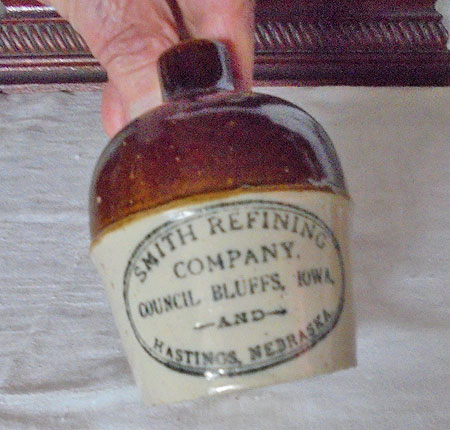 SMITH REFINING
COMPANY.
COUNCIL BLUFFS, IOWA,
AND
HASTINGS, NEBRASKA